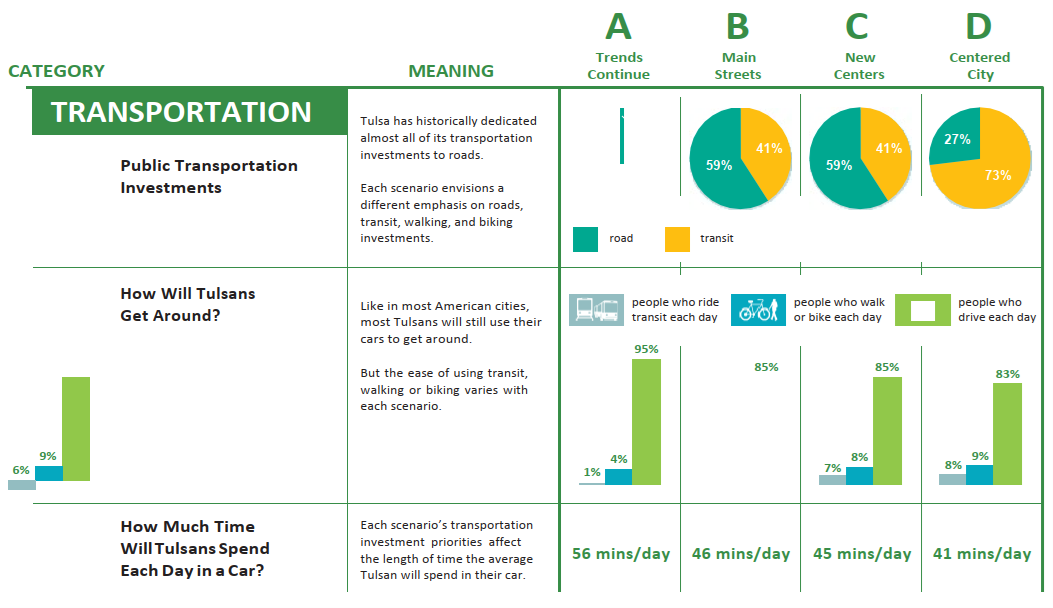 A
B
C
D
Trends
Continue
Main
Streets
New
Centers
Centered
City
CATEGORY
MEANING
TRANSPORTATION
Public Transportation
Investments
Tulsa has historically dedicated
almost all of its transportation
investments to roads.
Each scenario envisions a
different emphasis on roads,
transit, walking, and biking
investments.
59%
41%
59%
41%
27%
73%
road
transit
How Will Tulsans
Get Around?
Like in most American cities,
most Tulsans will still use their
cars to get around.
But the ease of using transit,
walking or biking varies with
each scenario.
people who ride
transit each day
people who walk
or bike each day
people who
drive each day
6%
9%
1%
4%
95%
85%
7%
8%
85%
8%
9%
83%
How Much Time
Will Tulsans Spend
Each Day in a Car?
Each scenario's transportation
investment priorities affect
the length of time the average
Tulsan will spend in their car.
56 mins/day
46 mins/day
45 mins/day
41 mins/day